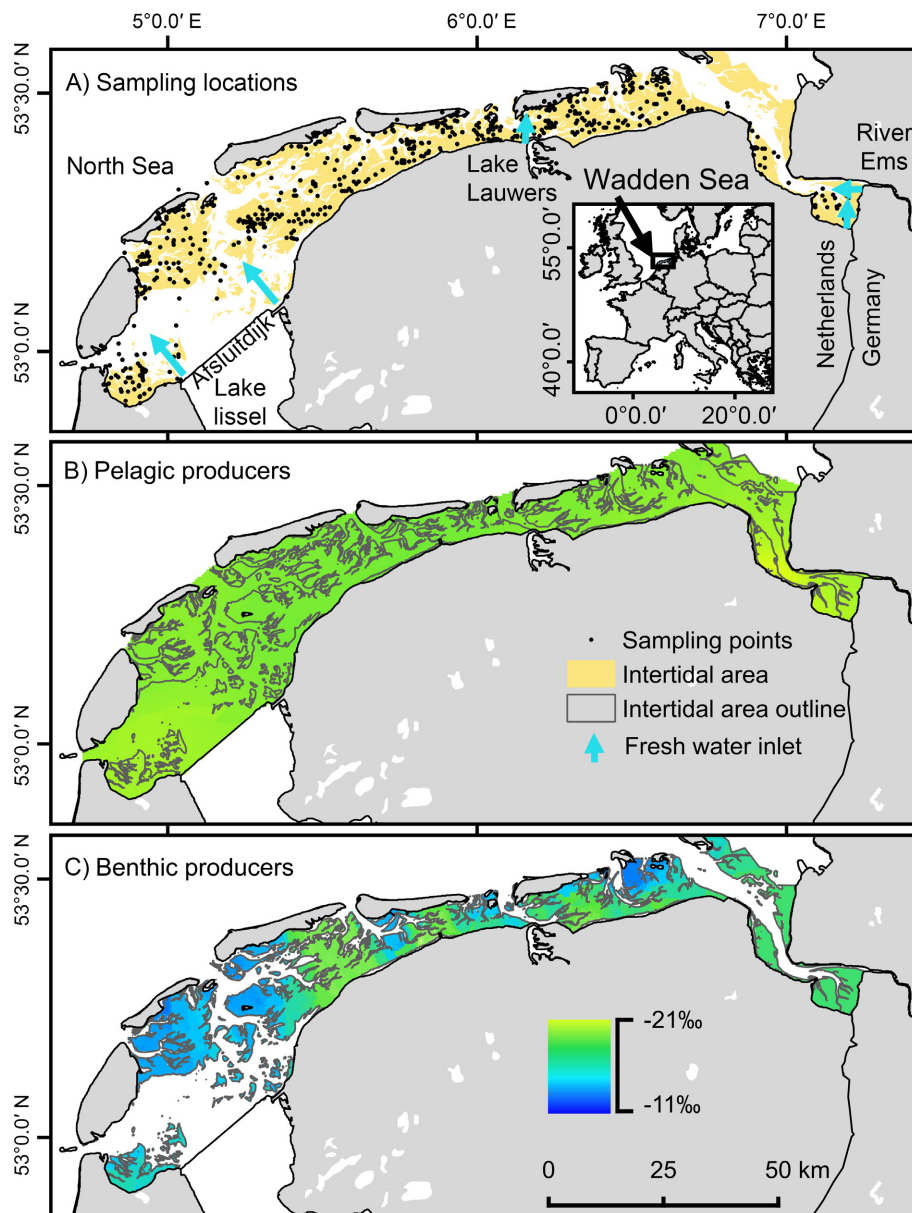 5°0.0′ E
6°0.0′ E
7°0.0′ E
A) Sampling locations
53°30.0′ N
North Sea
Lake
Lauwers
River
Ems
Wadden Sea
55°0.0′
40°0.0′
0°0.0′
20°0.0′
Netherlands
Germany
53°0.0′ N
Afsluitdijk
Lake
Iissel
B) Pelagic producers
53°30.0′ N
53°0.0′ N
Sampling points
Intertidal area
Intertidal area outline
Fresh water inlet
C) Benthic producers
53°30.0′ N
53°0.0′ N
-21‰
-11‰
0
25
50 km